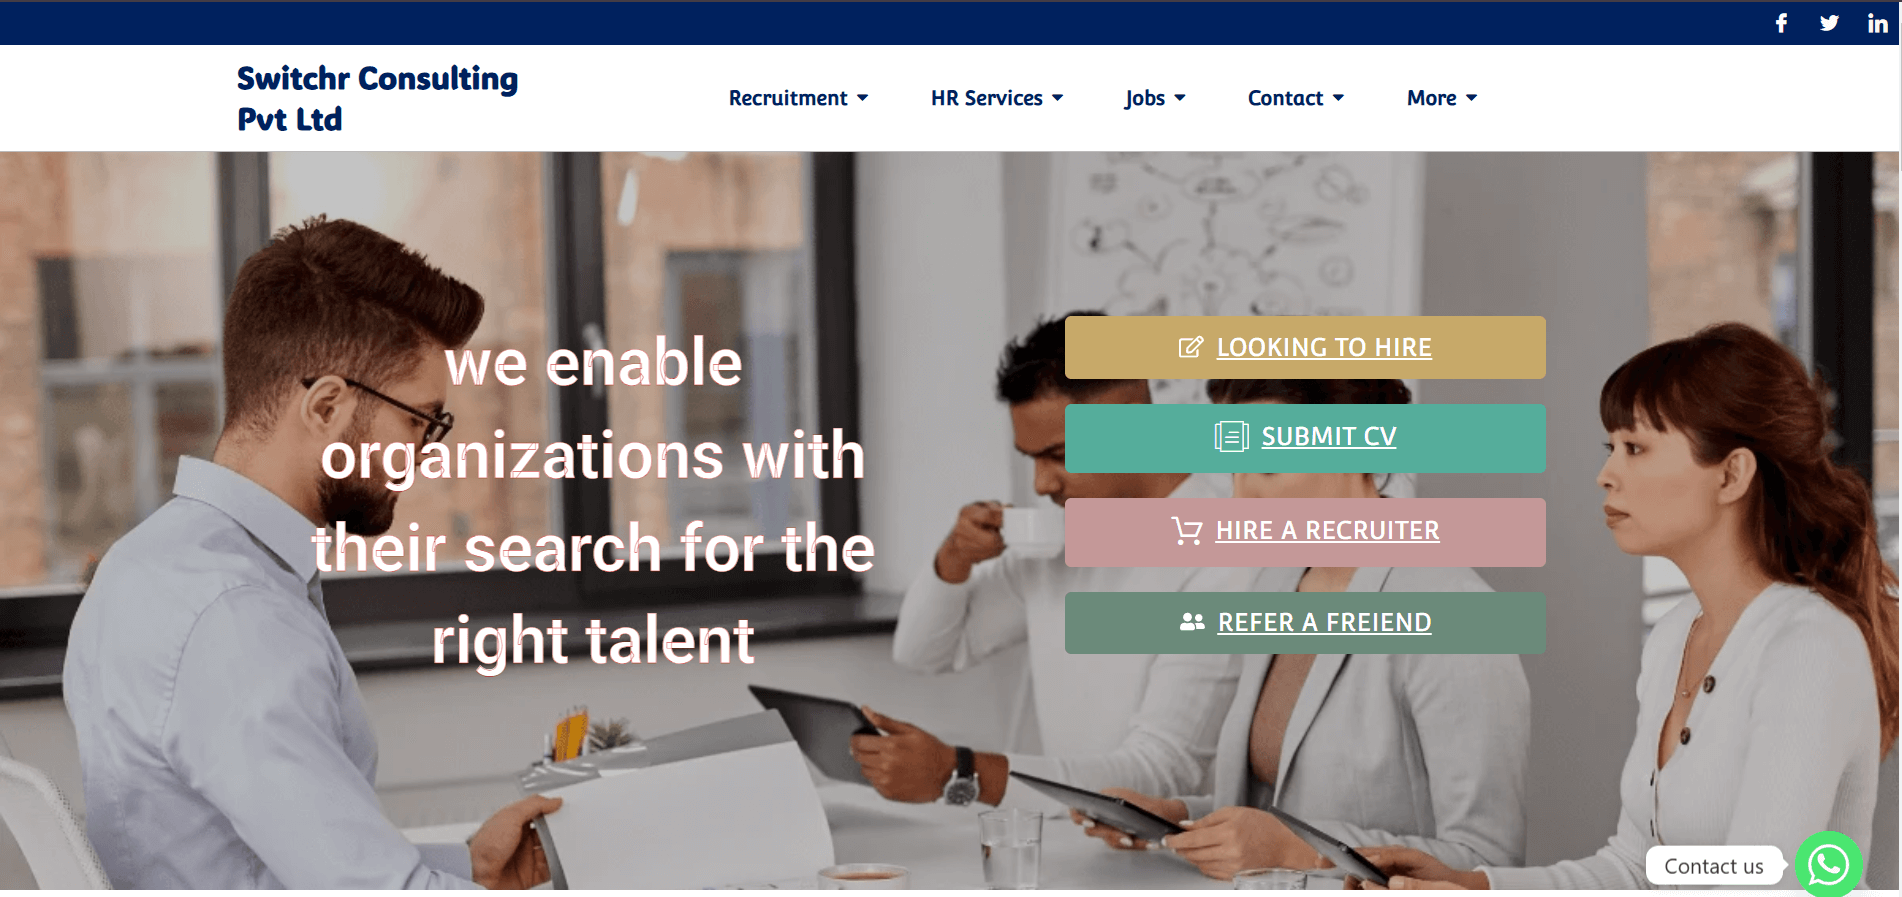 Switchr Consulting
Pvt Ltd
Recruitment
HR Services
Jobs
Contact
More
we enable
organizations with
their search for the
right talent
LOOKING TO HIRE
SUBMIT CV
HIRE A RECRUITER
REFER A FREIEND
Contact us